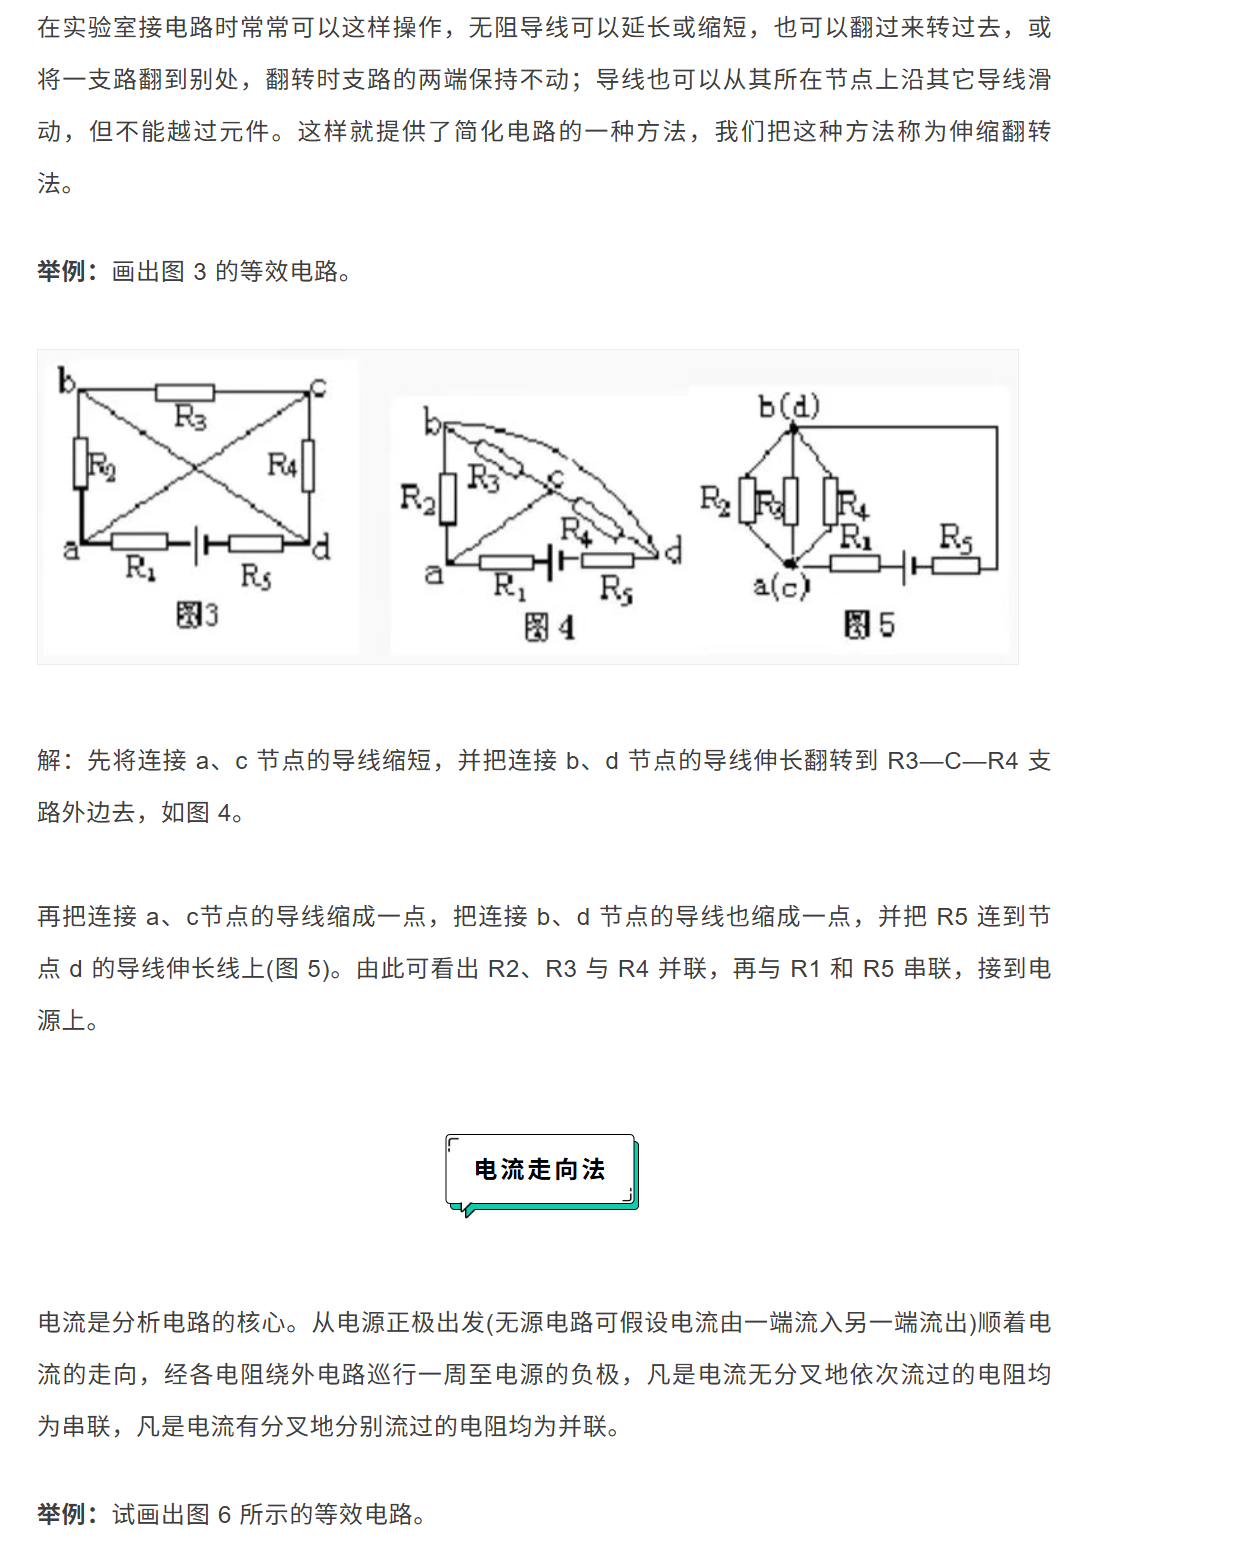 在实验室接电路时常常可以这样操作，无阻导线可以延长或缩短，也可以翻过来转过去，或
将一支路翻到别处，翻转时支路的两端保持不动；导线也可以从其所在节点上沿其它导线滑
动，但不能越过元件。这样就提供了简化电路的一种方法，我们把这种方法称为伸缩翻转
法。
举例：画出图 3 的等效电路。
b
c
R3
R2
R4
a
d
R1
R5
图3
b
R3
c
R2
R4
d
a
R1
R5
图 4
b(d)
R2
R3
R4
R1
R5
a(c)
图 5
解：先将连接 a、c 节点的导线缩短，并把连接 b、d 节点的导线伸长翻转到 R3—C—R4 支
路外边去，如图 4。
再把连接 a、c节点的导线缩成一点，把连接 b、d 节点的导线也缩成一点，并把 R5 连到节
点 d 的导线伸长线上(图 5)。由此可看出 R2、R3 与 R4 并联，再与 R1 和 R5 串联，接到电
源上。
电流走向法
电流是分析电路的核心。从电源正极出发(无源电路可假设电流由一端流入另一端流出)顺着电
流的走向，经各电阻绕外电路巡行一周至电源的负极，凡是电流无分叉地依次流过的电阻均
为串联，凡是电流有分叉地分别流过的电阻均为并联。
举例：试画出图 6 所示的等效电路。